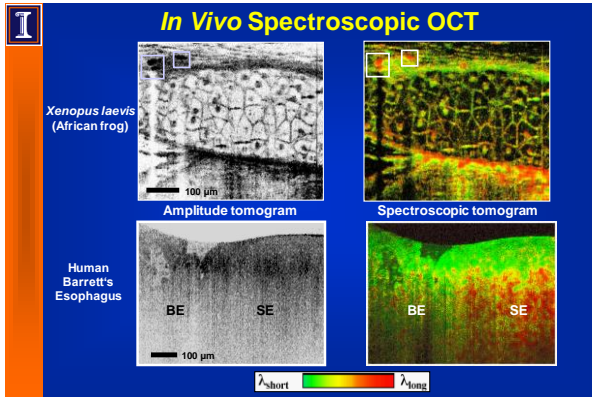 I
In Vivo Spectroscopic OCT
Xenopus laevis
(African frog)
100 µm
Amplitude tomogram
Spectroscopic tomogram
Human
Barrett's
Esophagus
BE
SE
100 µm
BE
SE
λshort
λlong